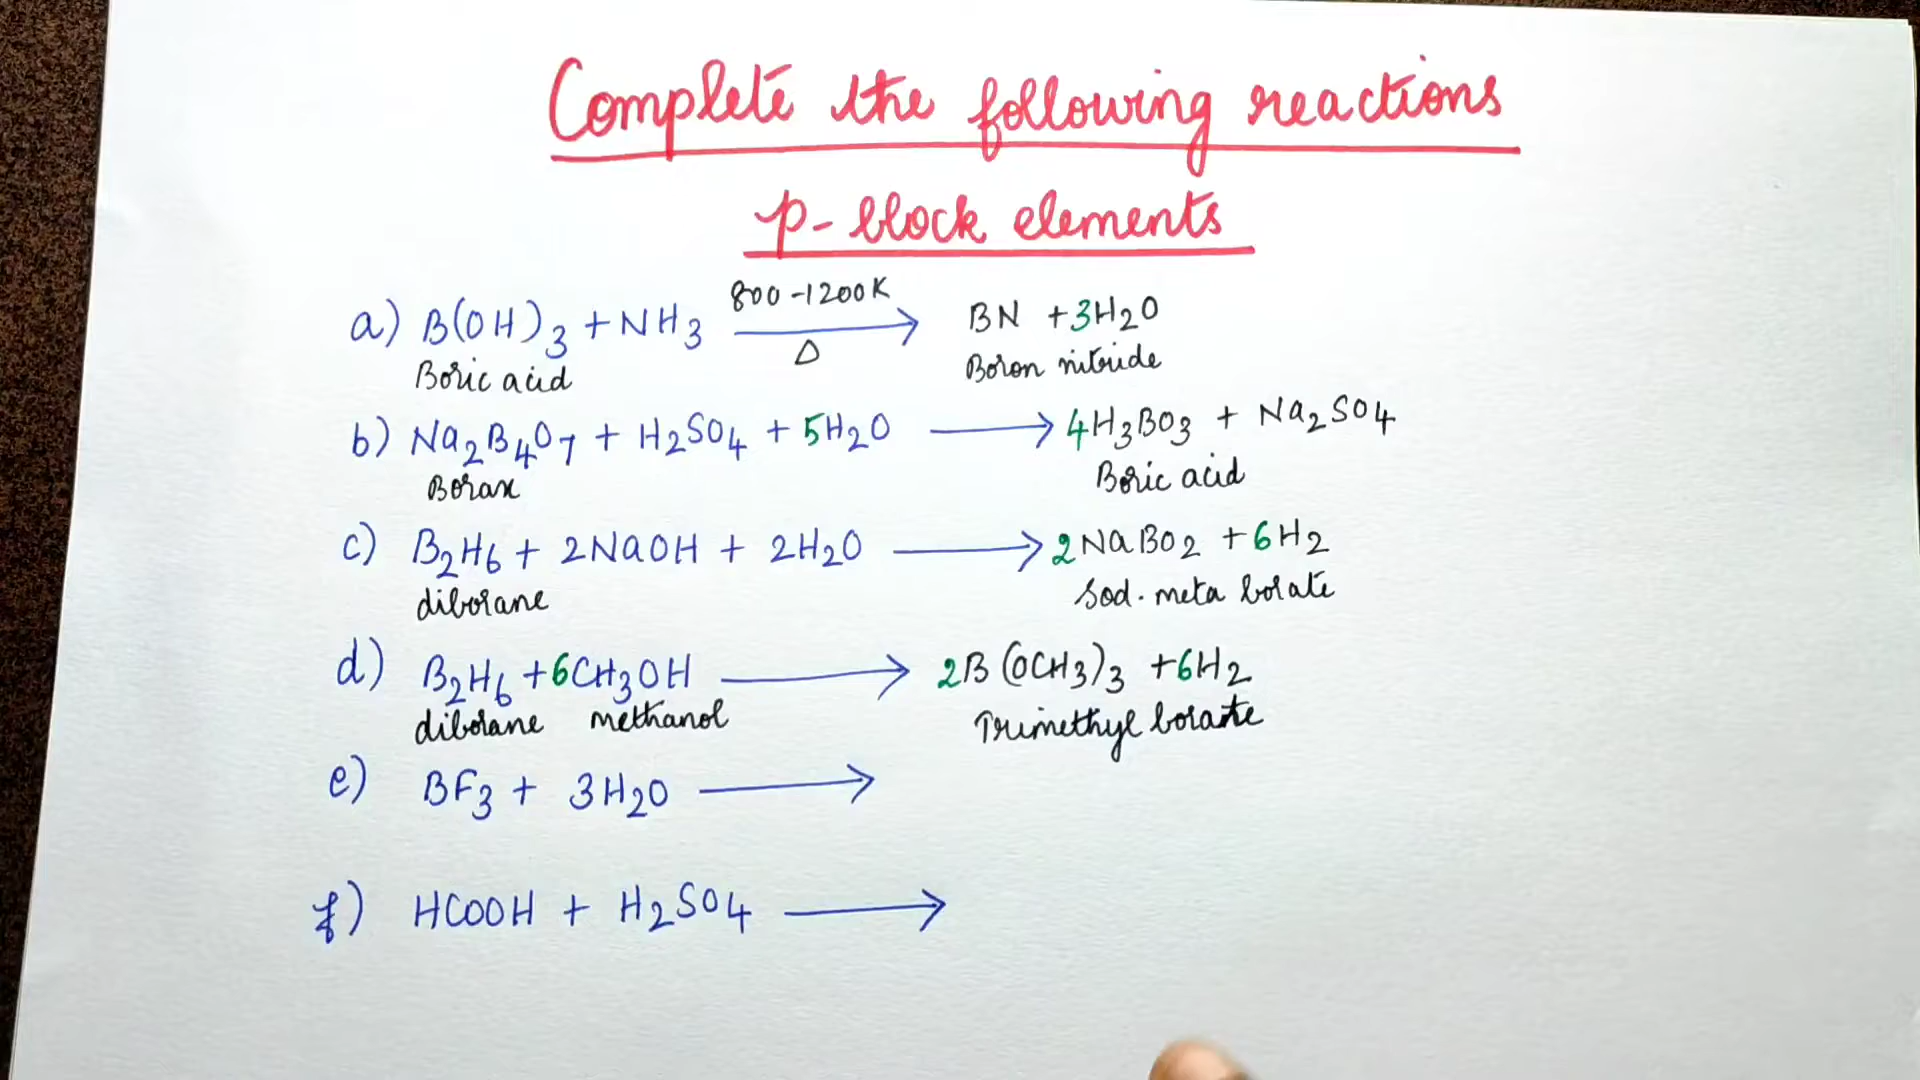 Complete the following reactions
p-block elements
800-1200K
a) B(OH)3 + NH3 ⟶ BN + 3H2O
Δ
Boric acid Boron nitride
b) Na2B4O7 + H2SO4 + 5H2O ⟶ 4H3BO3 + Na2SO4
Borax Boric acid
c) B2H6 + 2NaOH + 2H2O ⟶ 2NaBO2 + 6H2
diborane Sod. meta borate
d) B2H6 + 6CH3OH ⟶ 2B(OCH3)3 + 6H2
diborane methanol Trimethyl borate
e) BF3 + 3H2O ⟶
f) HCOOH + H2SO4 ⟶